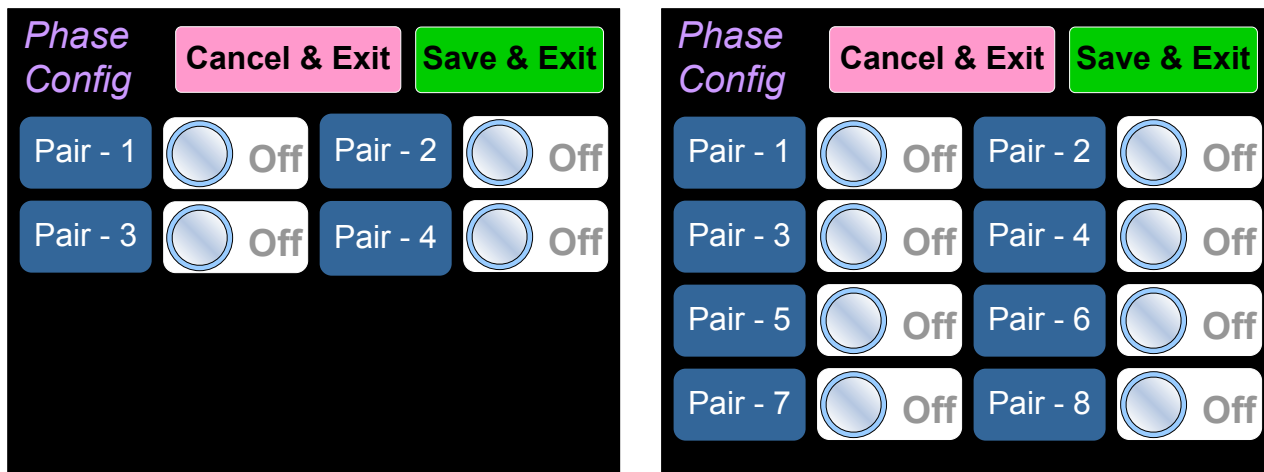 Phase
Config
Cancel & Exit
Save & Exit
Pair - 1
Off
Pair - 2
Off
Pair - 3
Off
Pair - 4
Off
Phase
Config
Cancel & Exit
Save & Exit
Pair - 1
Off
Pair - 2
Off
Pair - 3
Off
Pair - 4
Off
Pair - 5
Off
Pair - 6
Off
Pair - 7
Off
Pair - 8
Off